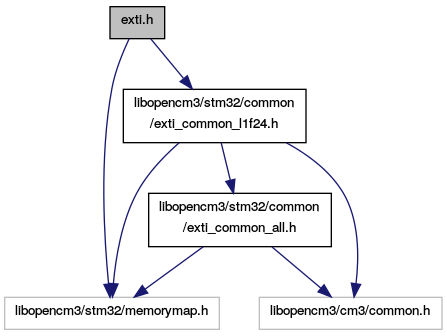 exti.h
libopencm3/stm32/common
/exti_common_l1f24.h
libopencm3/stm32/common
/exti_common_all.h
libopencm3/stm32/memorymap.h
libopencm3/cm3/common.h